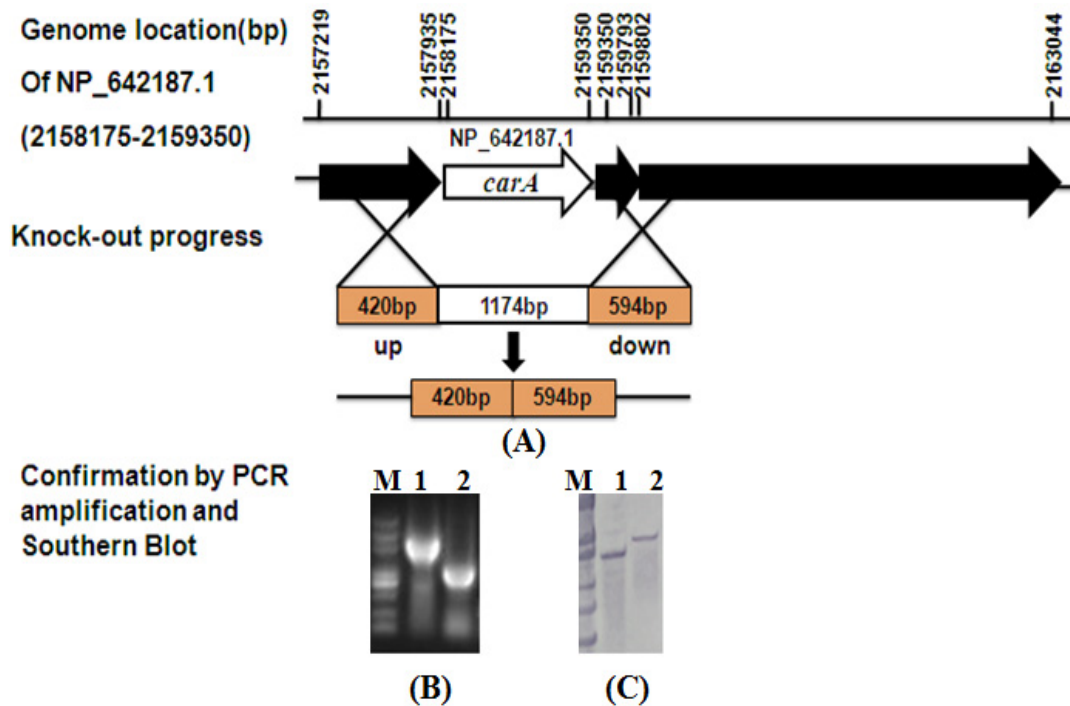 Genome location(bp)
Of NP_642187.1
(2158175-2159350)
2157219
2157935
2158175
2159350
2159350
2159793
2159802
2163044
NP_642187.1
carA
Knock-out progress
420bp
1174bp
594bp
up
down
420bp
594bp
(A)
Confirmation by PCR
amplification and
Southern Blot
M 1 2
M 1 2
(B)
(C)